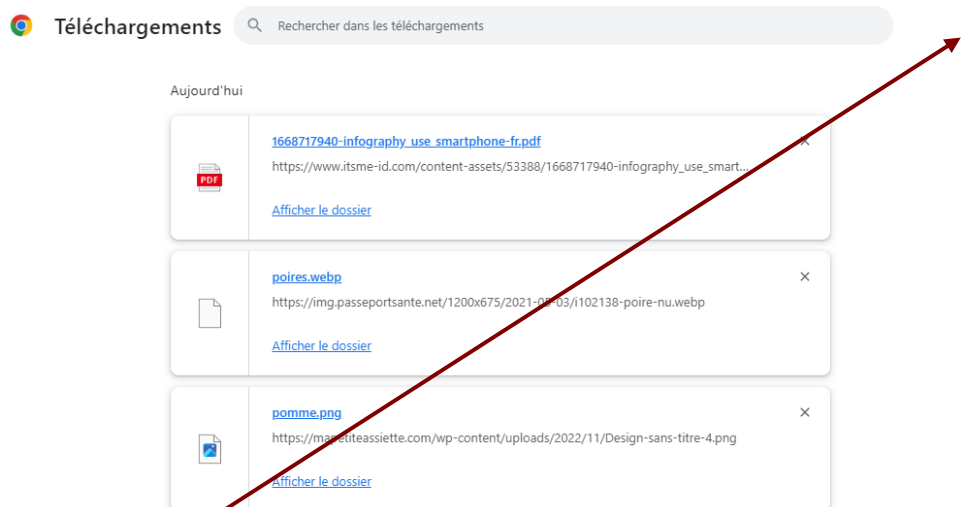 Téléchargements
Rechercher dans les téléchargements
Aujourd'hui
1668717940-infography_use_smartphone-fr.pdf
https://www.itsme-id.com/content-assets/53388/1668717940-infography_use_smart...
PDF
Afficher le dossier
poires.webp
https://img.passeportsante.net/1200x675/2021-05-03/i102138-poire-nu.webp
Afficher le dossier
pomme.png
https://mapetiteassiette.com/wp-content/uploads/2022/11/Design-sans-titre-4.png
Afficher le dossier